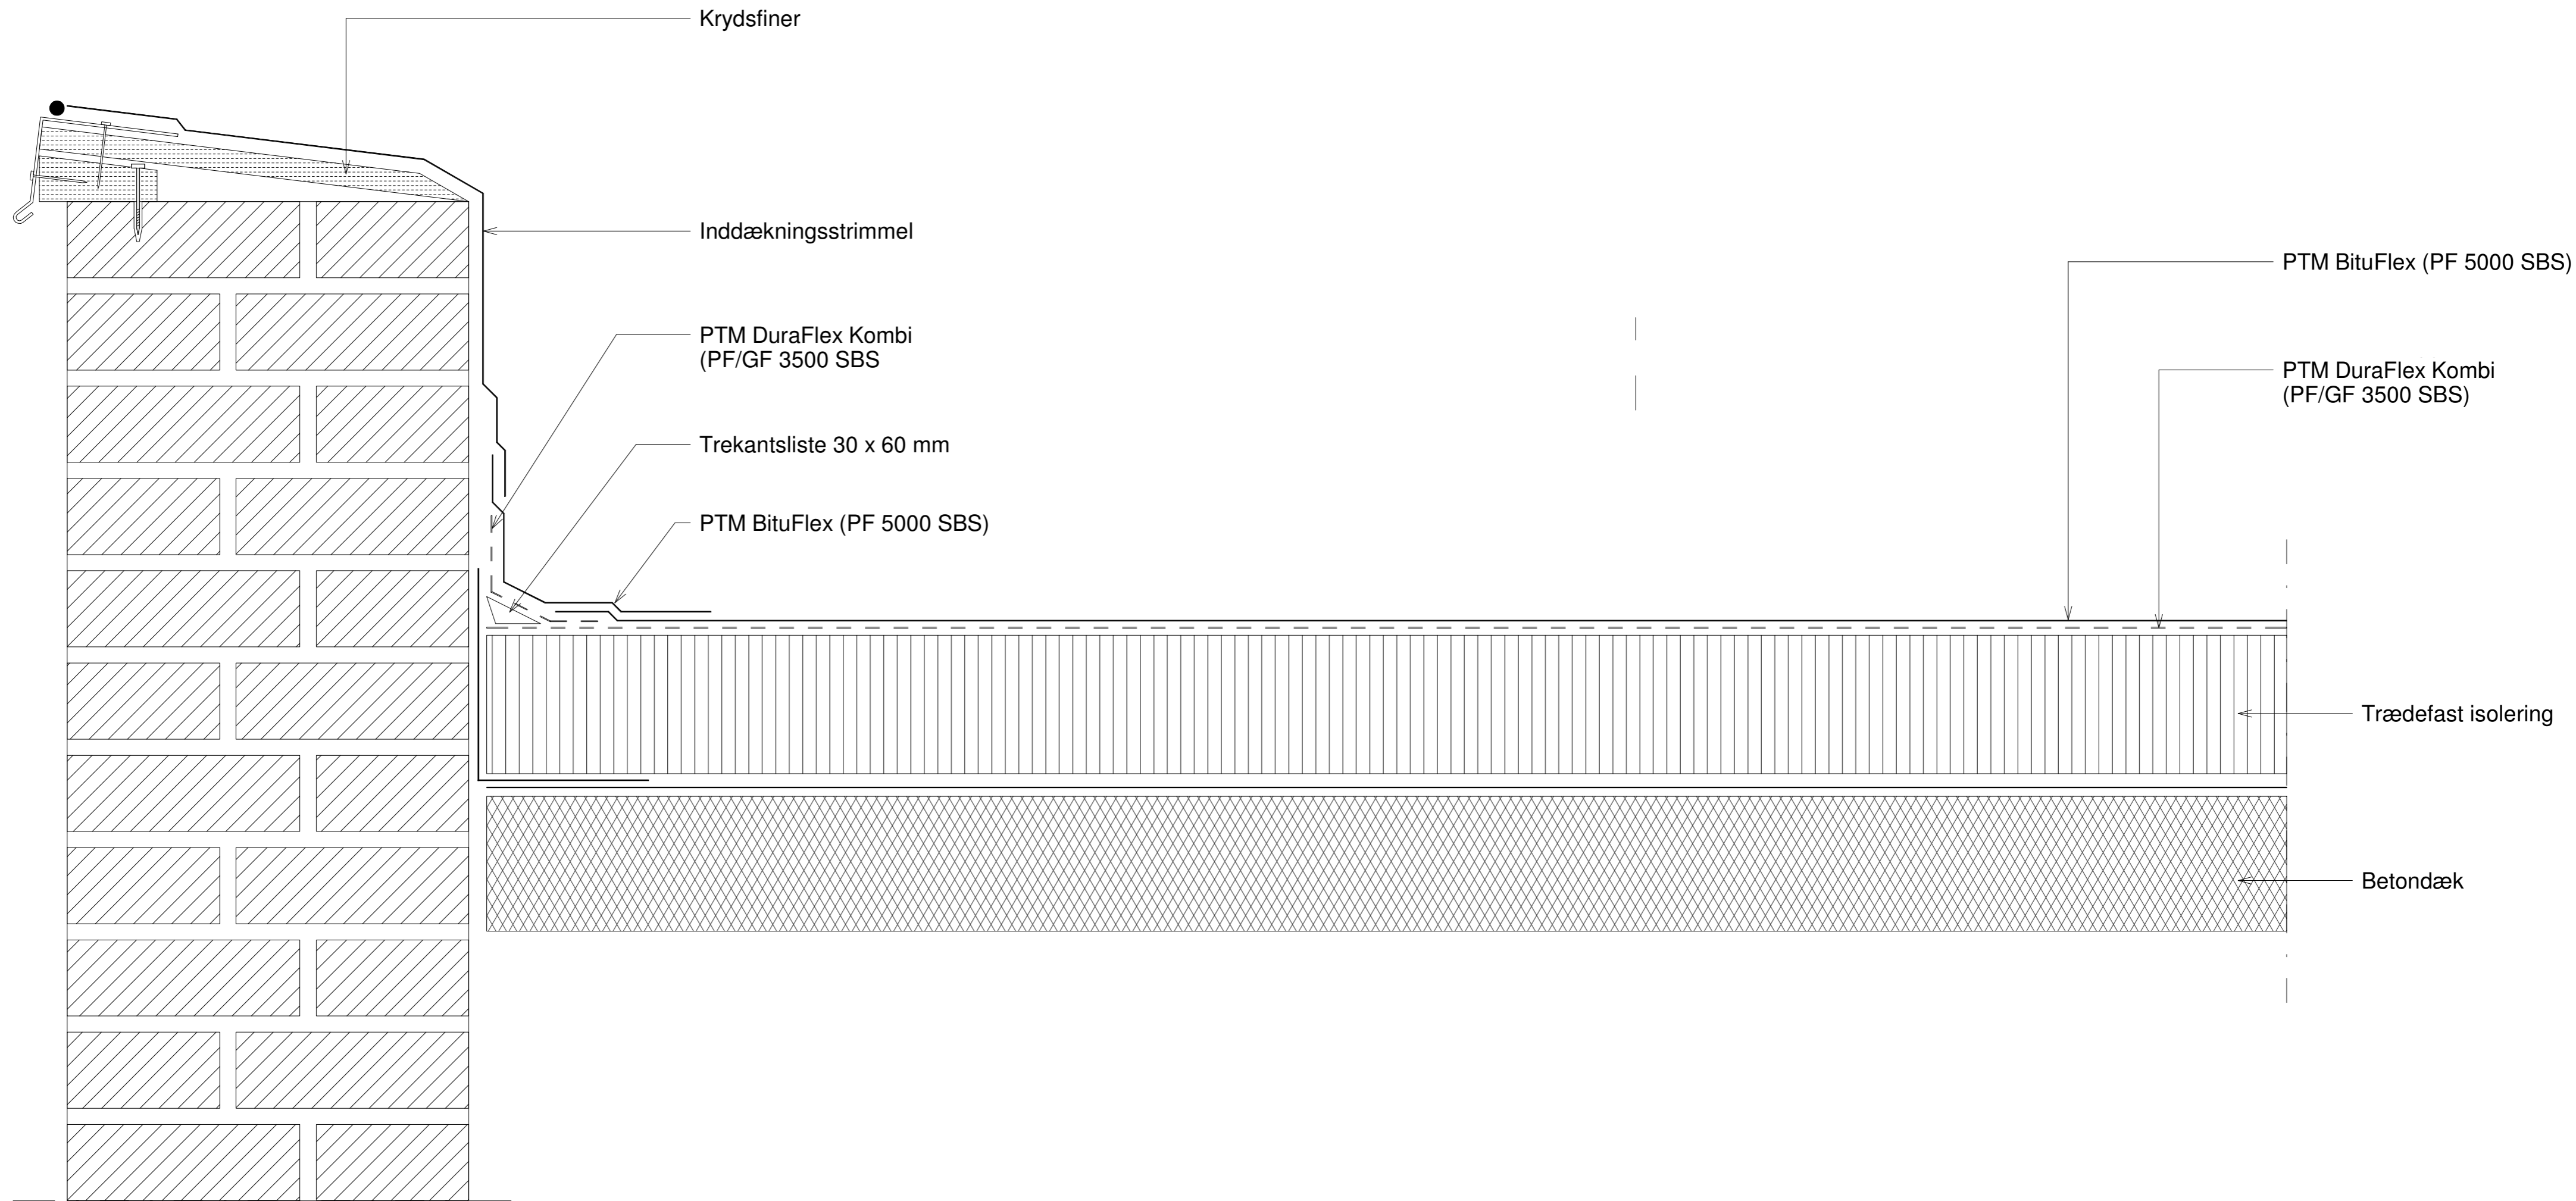 Krydsfiner
Inddækningsstrimmel
PTM BituFlex (PF 5000 SBS)
PTM DuraFlex Kombi
(PF/GF 3500 SBS
PTM DuraFlex Kombi
(PF/GF 3500 SBS)
Trekantsliste 30 x 60 mm
PTM BituFlex (PF 5000 SBS)
Trædefast isolering
Betondæk